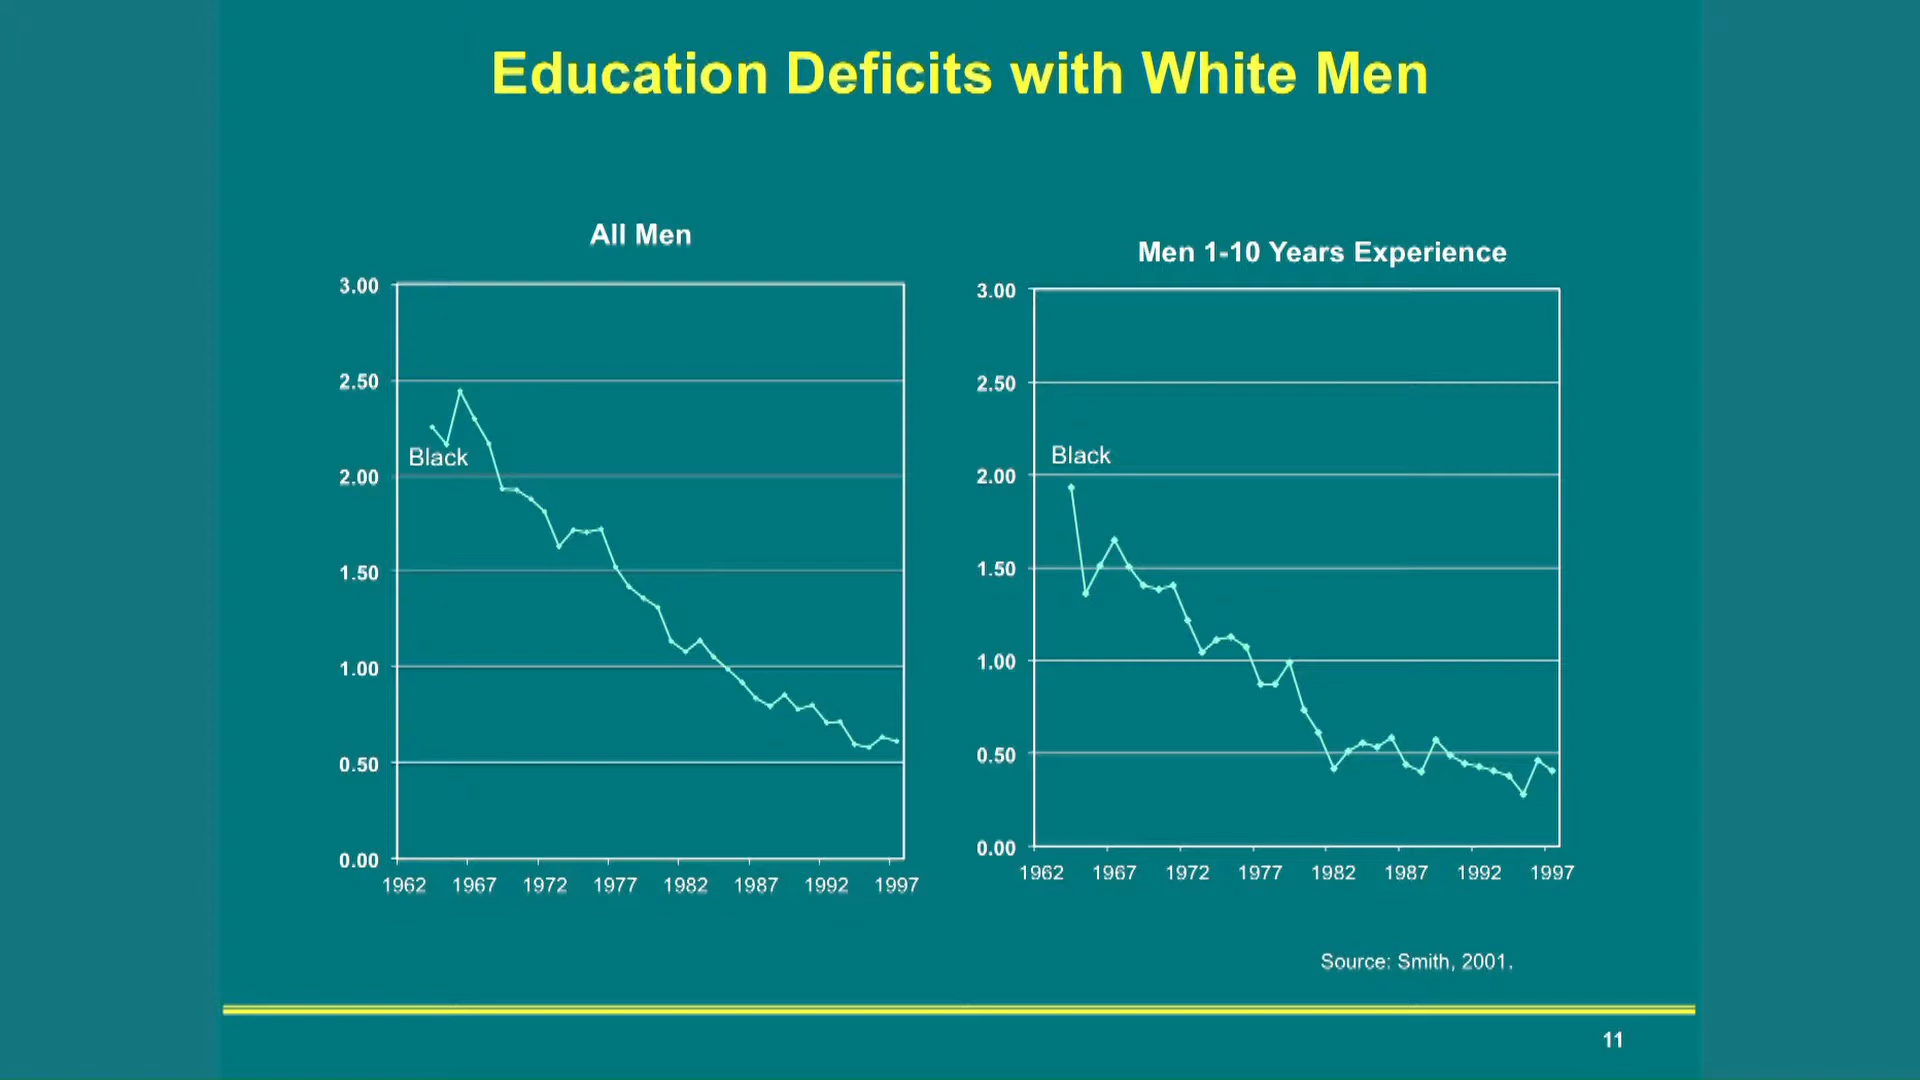 Education Deficits with White Men
All Men
3.00
2.50
2.00
1.50
1.00
0.50
0.00
Black
1962 1967 1972 1977 1982 1987 1992 1997
Men 1-10 Years Experience
3.00
2.50
2.00
1.50
1.00
0.50
0.00
Black
1962 1967 1972 1977 1982 1987 1992 1997
Source: Smith, 2001.
11